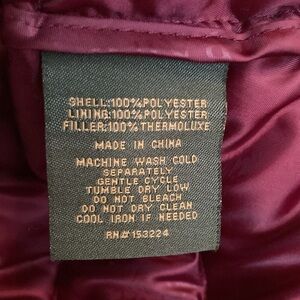 SHELL:100%POLYESTER
LINING:100%POLYESTER
FILLER:100%THERMOLUXE
MADE IN CHINA
MACHINE WASH COLD
SEPARATELY
GENTLE CYCLE
TUMBLE DRY LOW
DO NOT BLEACH
DO NOT DRY CLEAN
COOL IRON IF NEEDED
RN#153224